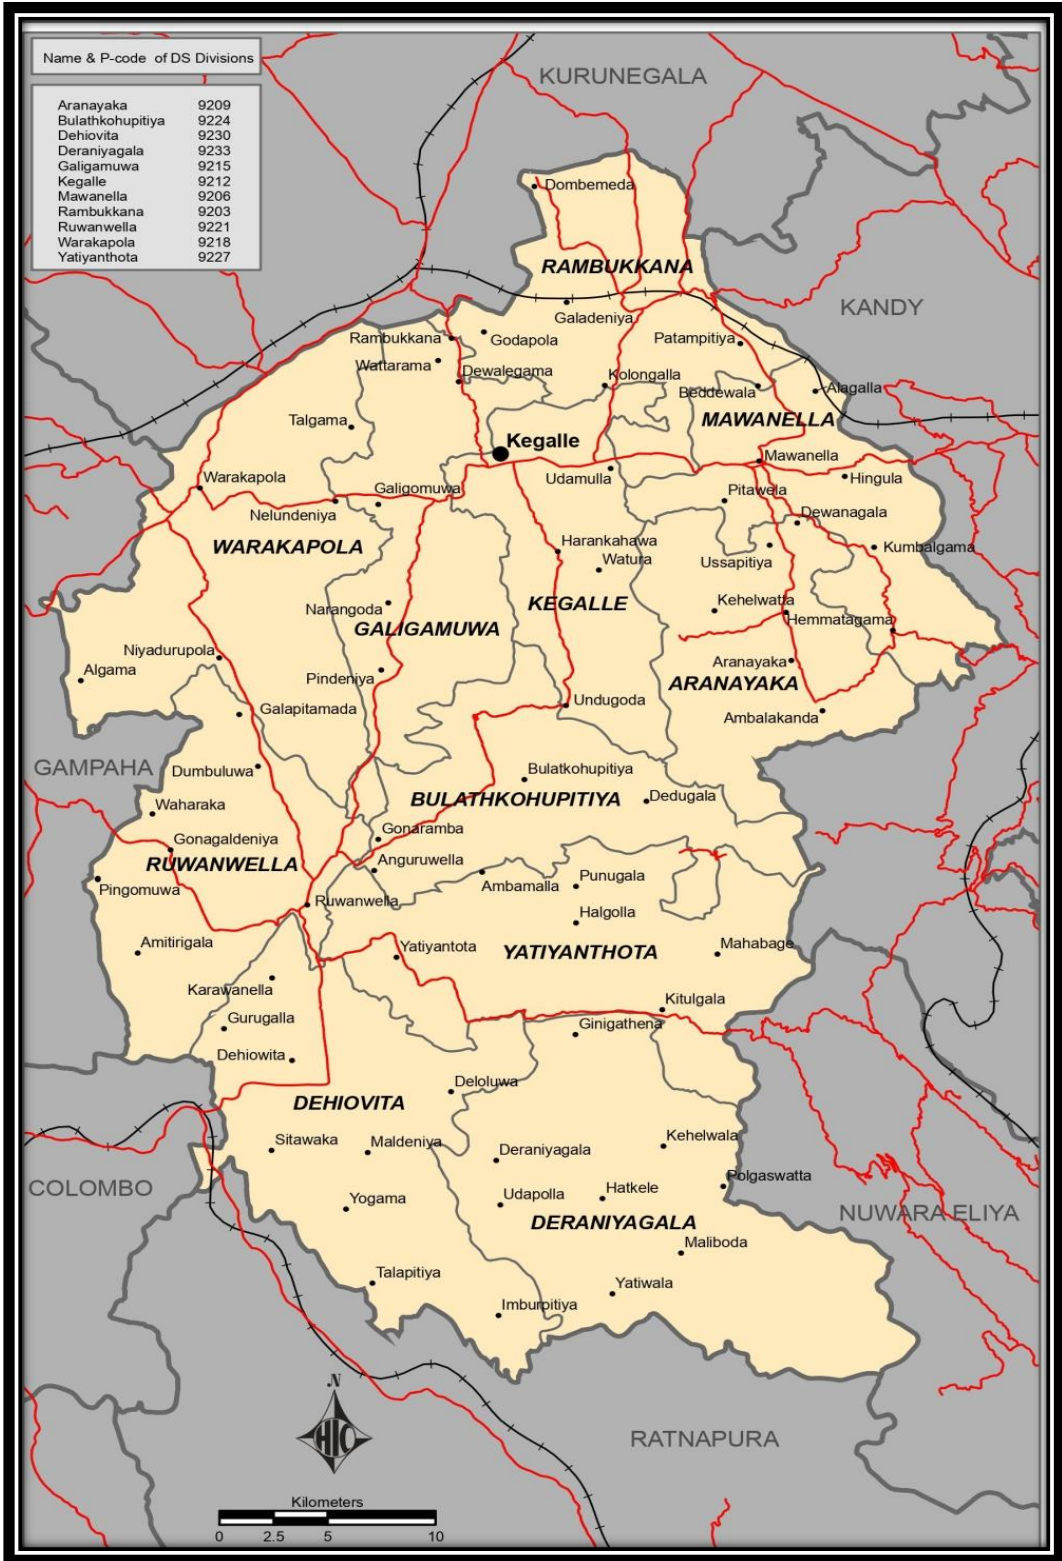 Name & P-code of DS Divisions
Aranayaka 9209
Bulathkohupitiya 9224
Dehiovita 9230
Deraniyagala 9233
Galigamuwa 9215
Kegalle 9212
Mawanella 9206
Rambukkana 9203
Ruwanwella 9221
Warakapola 9218
Yatiyanthota 9227
KURUNEGALA
Dombemeda
RAMBUKKANA
KANDY
Galadeniya
Rambukkana
Godapola
Patampitiya
Wattarama
Dewalegama
Kolongalla
Beddewala
Alagalla
Talgama
MAWANELLA
Kegalle
Mawanella
Warakapola
Udamulla
Hingula
Galigomuwa
Pitawela
Nelundeniya
Dewanagala
WARAKAPOLA
Harankahawa
Kumbalgama
Watura
Ussapitiya
Narangoda
KEGALLE
Kehelwatta
Hemmatagama
GALIGAMUWA
Niyadurupola
Algama
Pindeniya
Aranayaka
ARANAYAKA
Undugoda
Galapitamada
Ambalakanda
GAMPAHA
Dumbuluwa
Bulatkohupitiya
Waharaka
BULATHKOHUPITIYA
Dedugala
Gonaramba
Gonagaldeniya
RUWANWELLA
Anguruwella
Pingomuwa
Ambamalla
Punugala
Ruwanwella
Halgolla
Amitirigala
Yatiyantota
YATIYANTHOTA
Mahabage
Karawanella
Kitulgala
Gurugalla
Ginigathena
Dehiowita
Deloluwa
DEHIOVITA
Sitawaka
Maldeniya
Deraniyagala
Kehelwala
COLOMBO
Polgaswatta
Yogama
Udapolla
Hatkele
NUWARA ELIYA
DERANIYAGALA
Maliboda
Talapitiya
Yatiwala
Imburpitiya
N
HIC
RATNAPURA
Kilometers
0 2.5 5 10